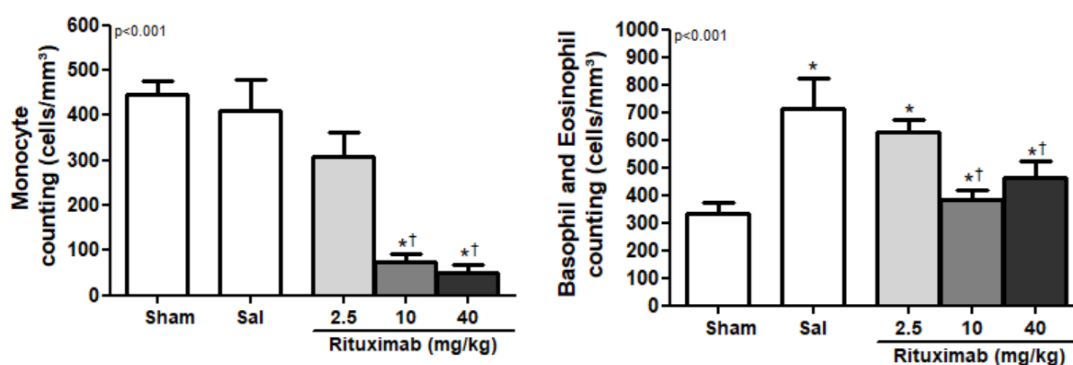 600
500
400
300
200
100
0
Monocyte
counting (cells/mm³)
p<0.001
*†
*†
Sham
Sal
2.5
10
40
Rituximab (mg/kg)
1000
900
800
700
600
500
400
300
200
100
0
Basophil and Eosinophil
counting (cells/mm³)
p<0.001
*
*
*†
*†
Sham
Sal
2.5
10
40
Rituximab (mg/kg)